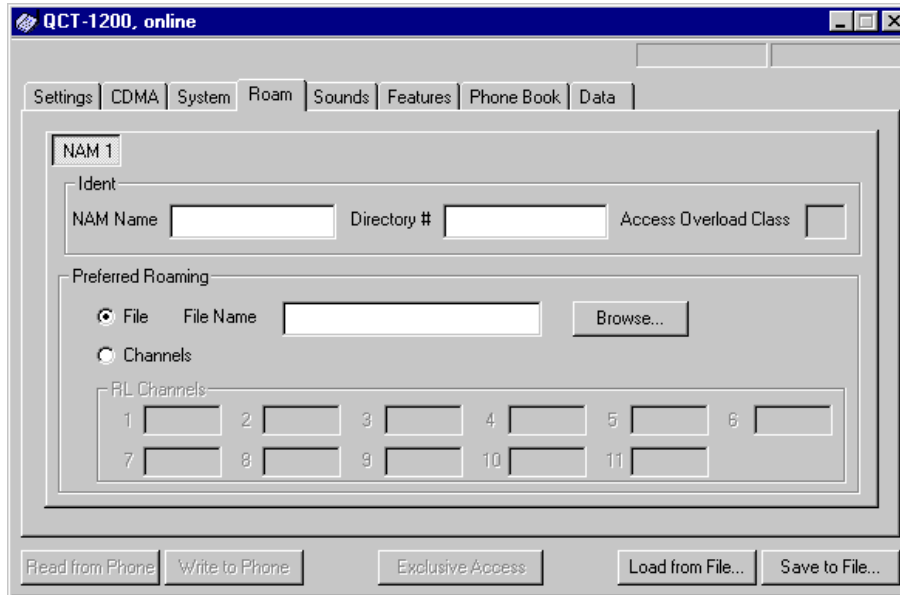 QCT-1200, online
Settings CDMA System Roam Sounds Features Phone Book Data
NAM 1
Ident
NAM Name Directory # Access Overload Class
Preferred Roaming
File File Name Browse...
Channels
RL Channels
1 2 3 4 5 6
7 8 9 10 11
Read from Phone Write to Phone Exclusive Access Load from File... Save to File...